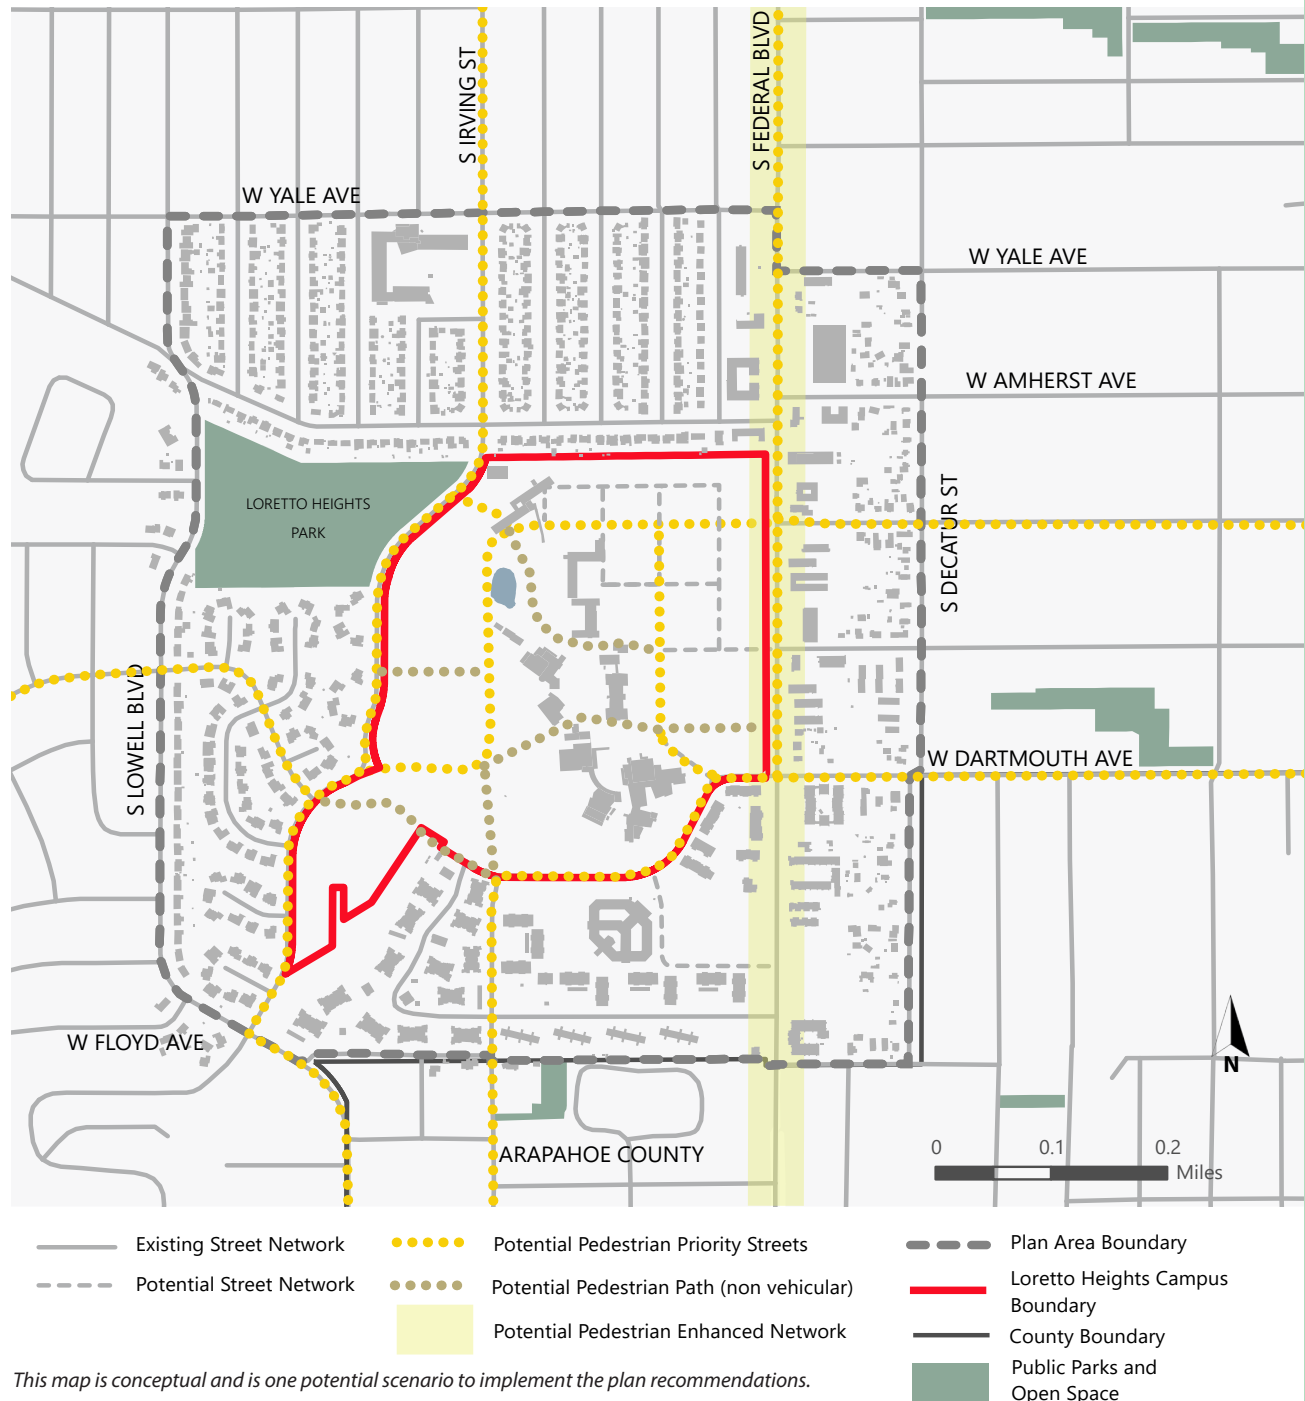 S IRVING ST
S FEDERAL BLVD
W YALE AVE
W YALE AVE
W AMHERST AVE
LORETTO HEIGHTS
PARK
S DECATUR ST
S LOWELL BLVD
W DARTMOUTH AVE
W FLOYD AVE
N
ARAPAHOE COUNTY
0 0.1 0.2
Miles
Existing Street Network
Potential Street Network
Potential Pedestrian Priority Streets
Potential Pedestrian Path (non vehicular)
Potential Pedestrian Enhanced Network
Plan Area Boundary
Loretto Heights Campus
Boundary
County Boundary
Public Parks and
Open Space
This map is conceptual and is one potential scenario to implement the plan recommendations.